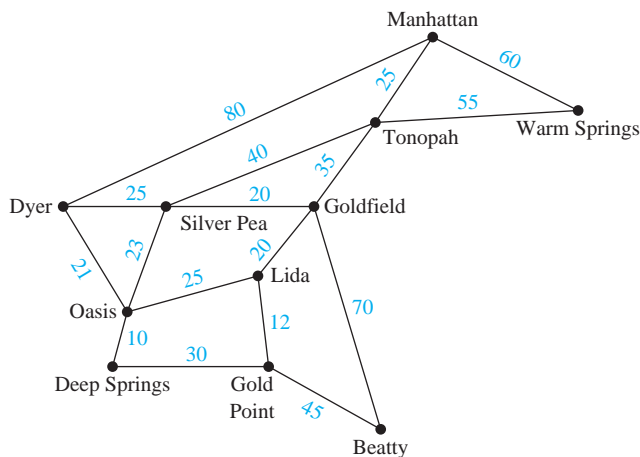 Manhattan
60
25
80
55
Warm Springs
Tonopah
40
35
25
20
Dyer
Silver Pea
Goldfield
23
20
21
25
Lida
Oasis
70
12
10
30
Deep Springs
Gold
Point
45
Beatty